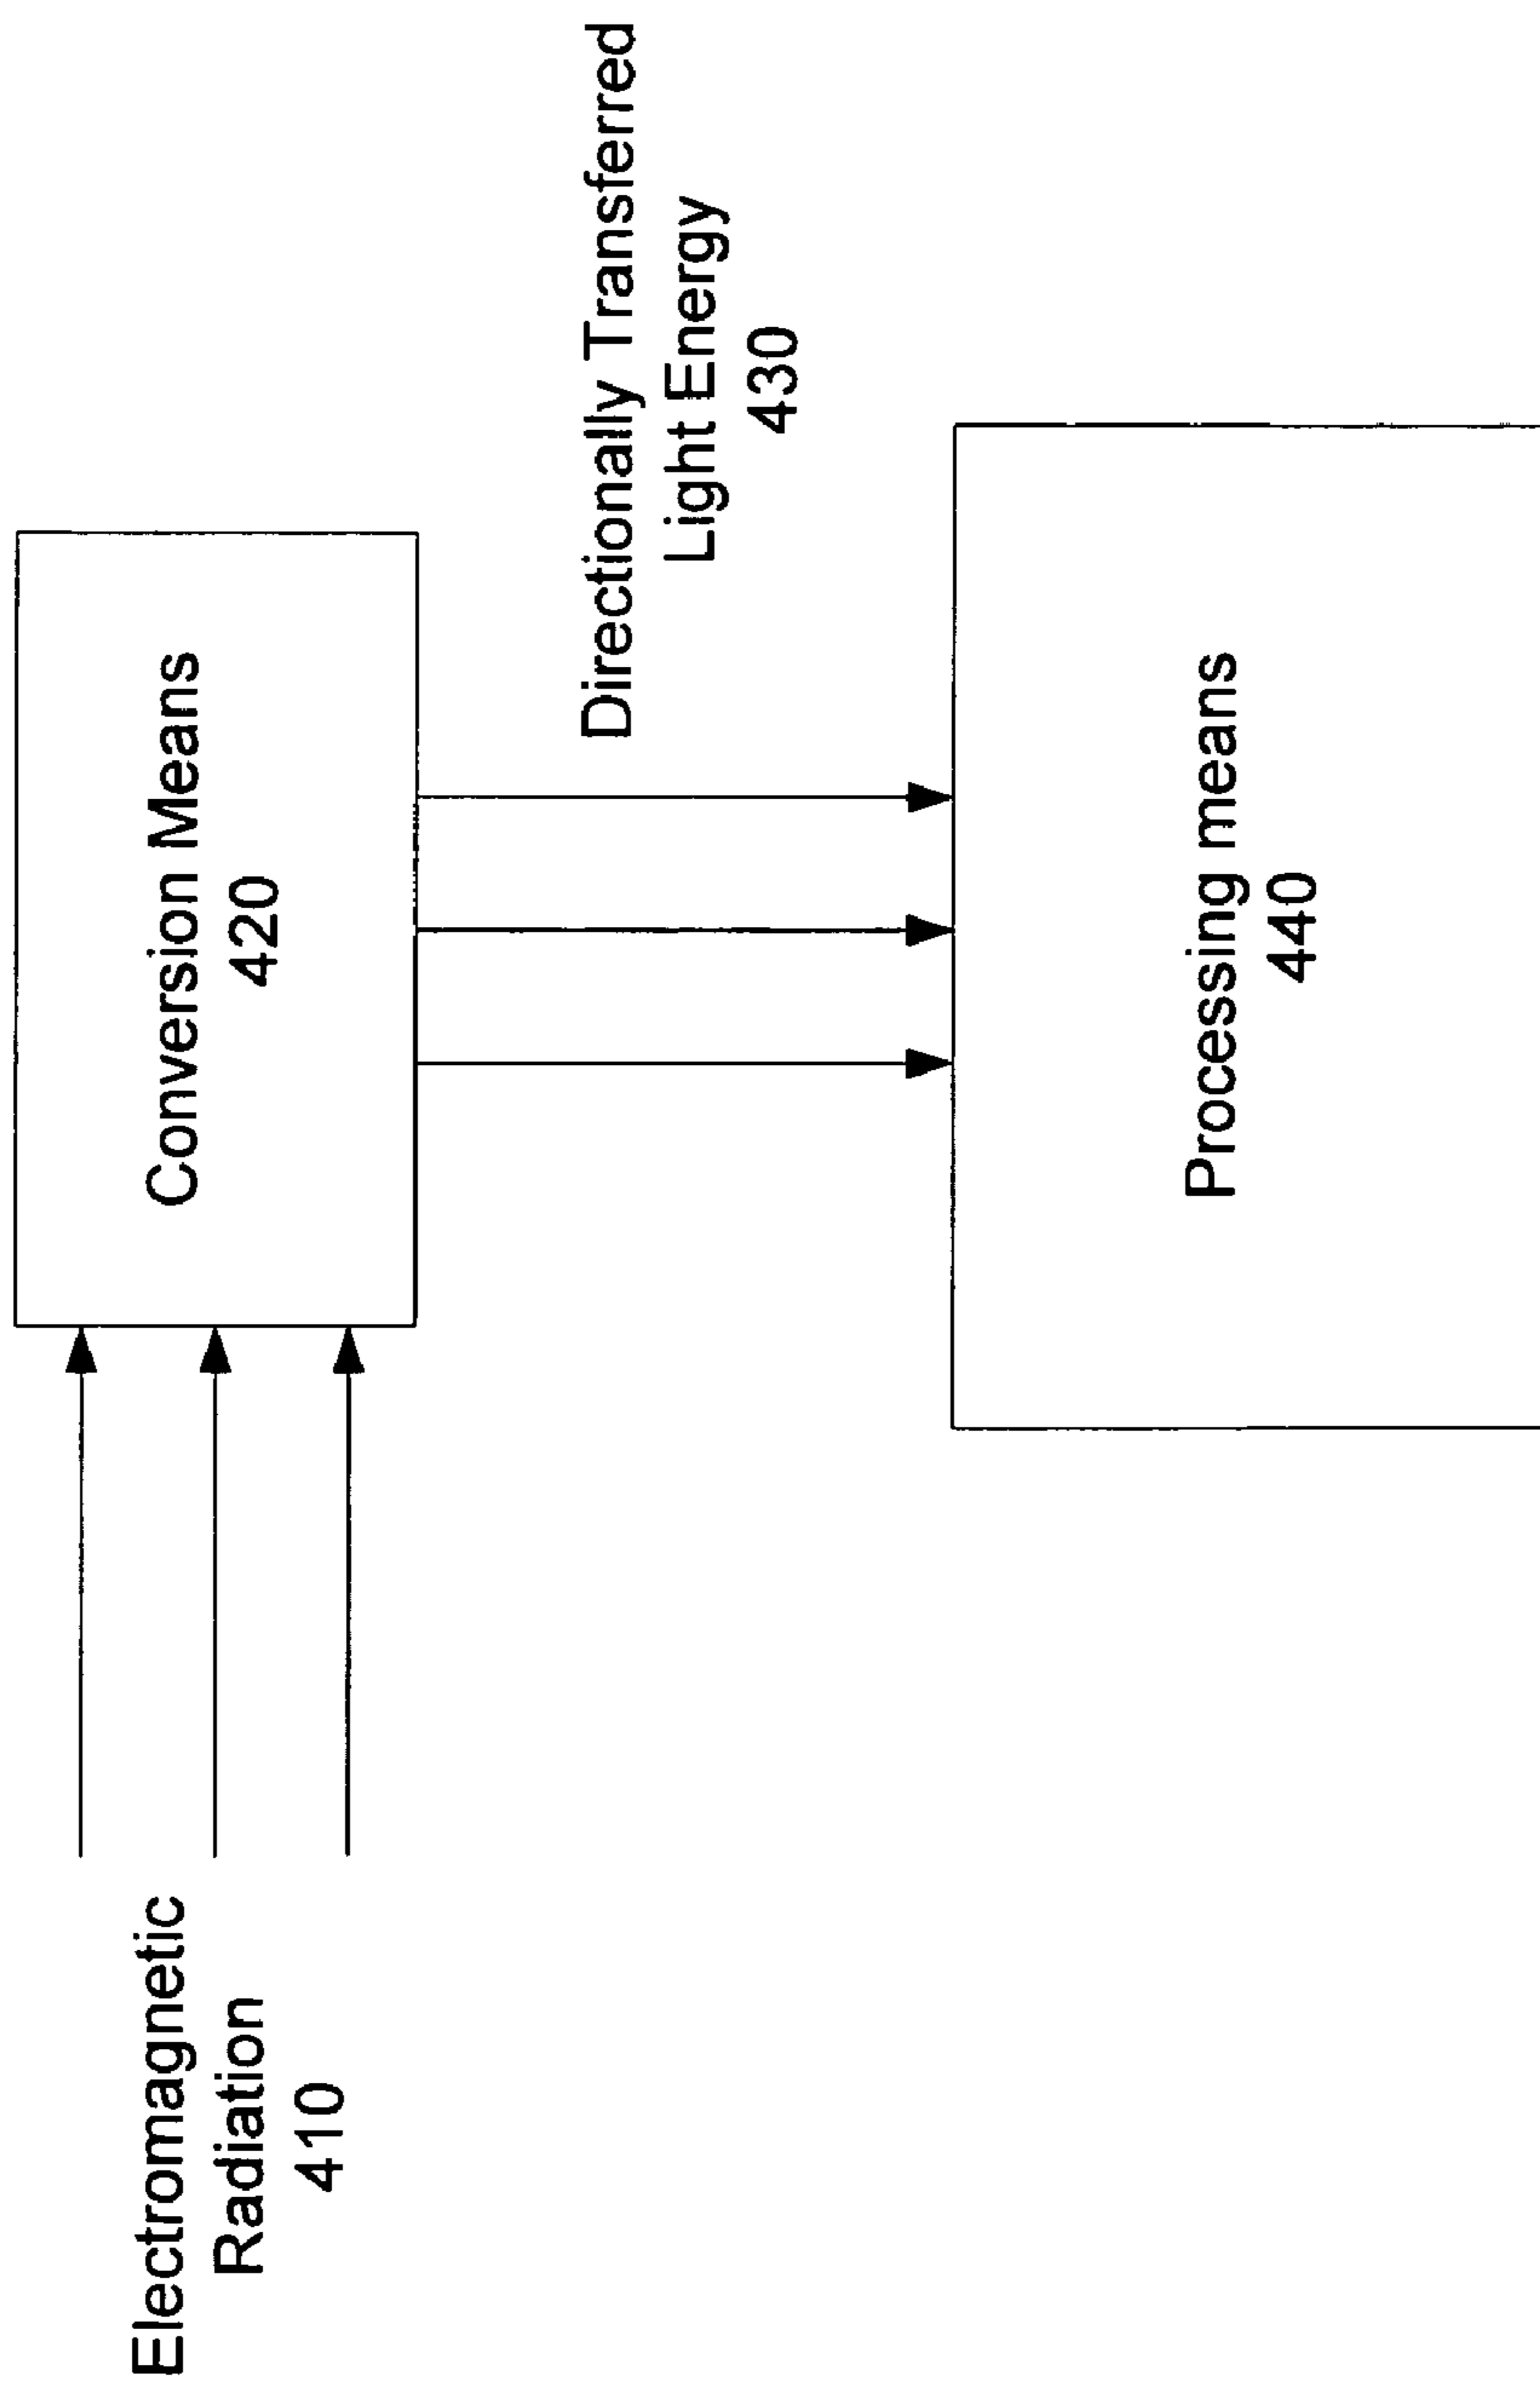 Electromagnetic
Radiation
410
Conversion Means
420
Directionally Transferred
Light Energy
430
Processing means
440